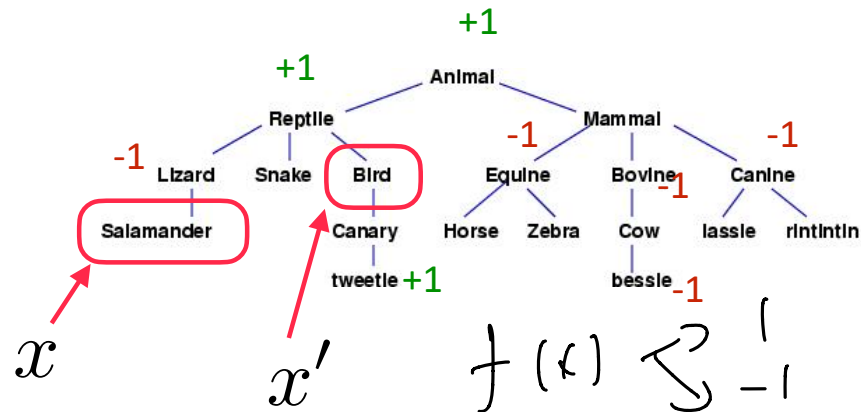 +1
+1
Animal
Reptile Mammal
-1 -1 -1
Lizard Snake Bird Equine Bovine Canine
-1
Salamander Canary Horse Zebra Cow lassie rintintin
tweetie +1 bessie -1
x x′ f(x) 1
-1